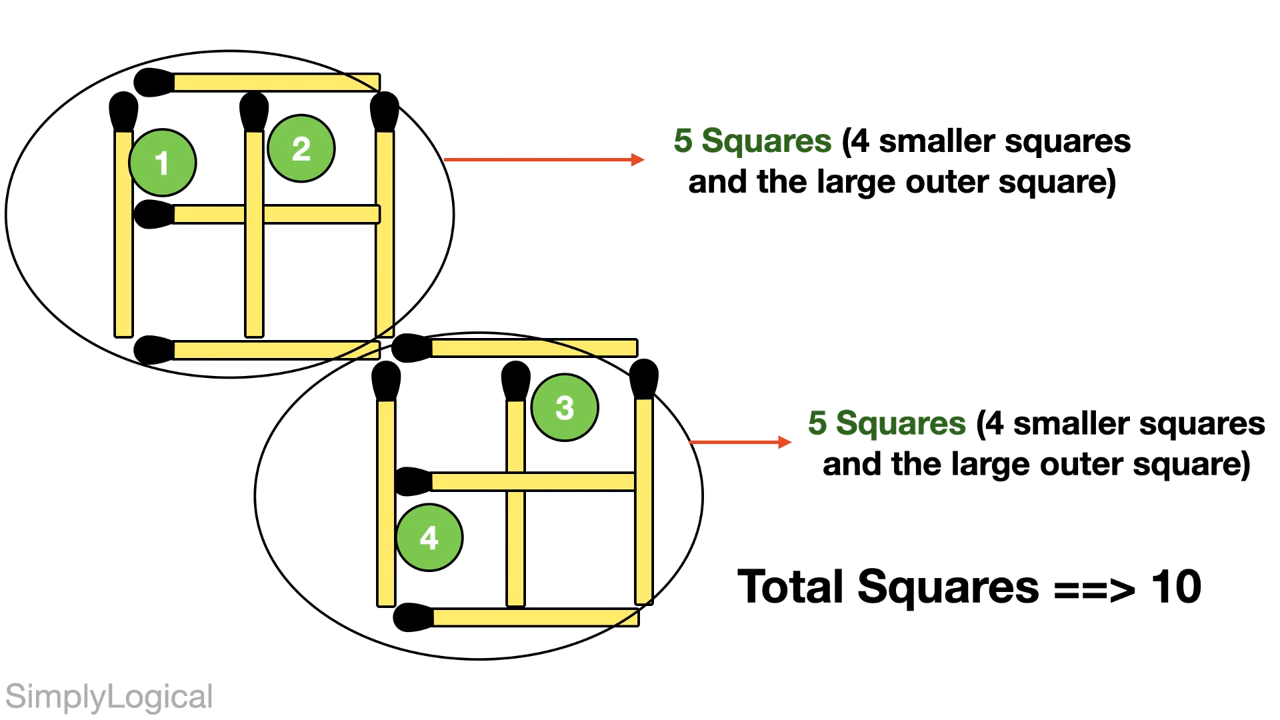 1
2
5 Squares (4 smaller squares
and the large outer square)
3
4
5 Squares (4 smaller squares
and the large outer square)
Total Squares ==> 10
SimplyLogical